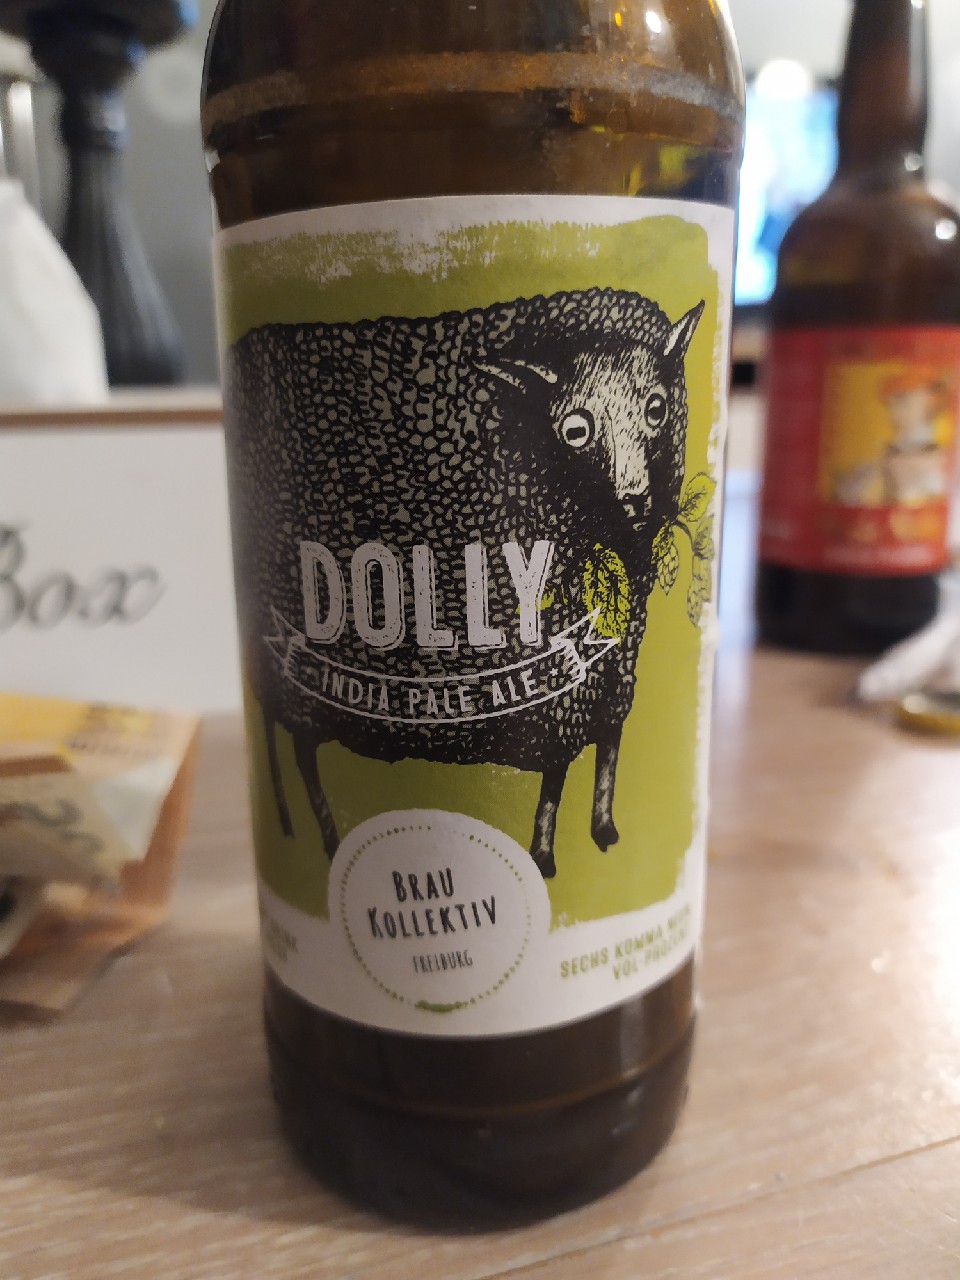 DOLLY
INDIA PALE ALE
BRAU
KOLLEKTIV
FREIBURG
SECHS KOMMA
VOL-PROZENT
Box